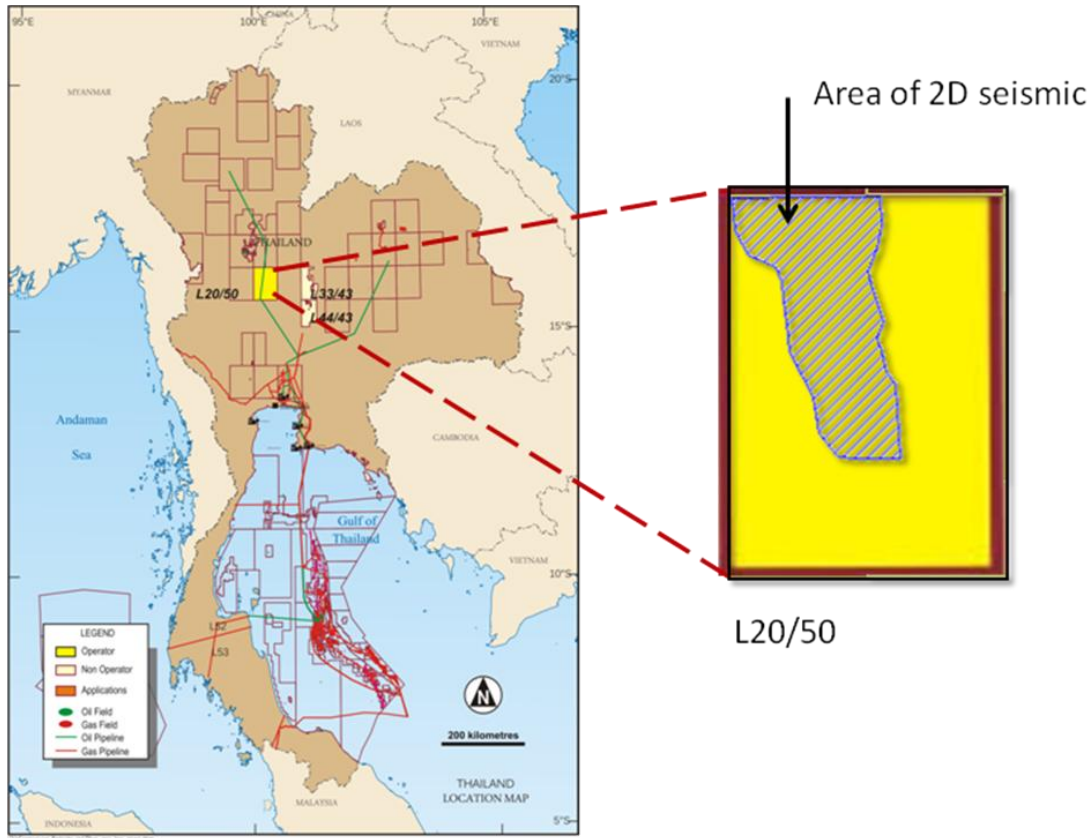 95°E
100°E
105°E
CHINA
VIETNAM
20°S
MYANMAR
LAOS
THAILAND
L20/50
L33/43
L44/43
15°S
Andaman
Sea
CAMBODIA
Gulf of
Thailand
VIETNAM
10°S
L52
L53
LEGEND
Operator
Non Operator
Applications
Oil Field
Gas Field
Oil Pipeline
Gas Pipeline
N
200 kilometres
THAILAND
LOCATION MAP
MALAYSIA
INDONESIA
5°S
Area of 2D seismic
L20/50